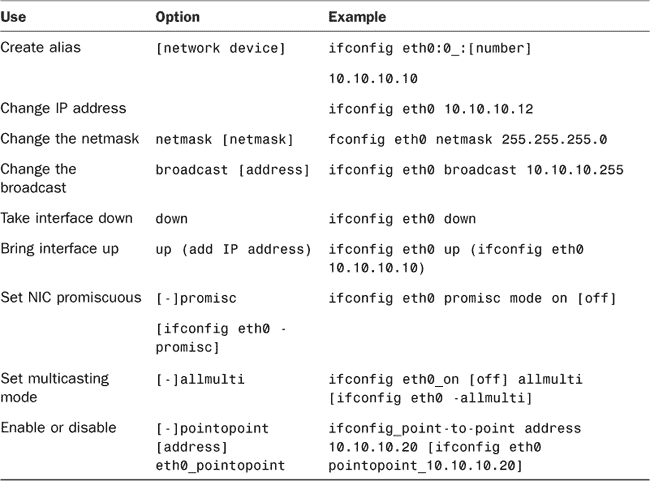 Use Option Example
Create alias [network device] ifconfig eth0:0_:[number]
10.10.10.10
Change IP address ifconfig eth0 10.10.10.12
Change the netmask netmask [netmask] fconfig eth0 netmask 255.255.255.0
Change the broadcast [address] ifconfig eth0 broadcast 10.10.10.255
broadcast
Take interface down down ifconfig eth0 down
Bring interface up up (add IP address) ifconfig eth0 up (ifconfig eth0
10.10.10.10)
Set NIC promiscuous [-]promisc ifconfig eth0 promisc mode on [off]
[ifconfig eth0 -
promisc]
Set multicasting [-]allmulti ifconfig eth0_on [off] allmulti
mode [ifconfig eth0 -allmulti]
Enable or disable [-]pointopoint ifconfig_point-to-point address
[address] 10.10.10.20 [ifconfig eth0
eth0_pointopoint pointopoint_10.10.10.20]